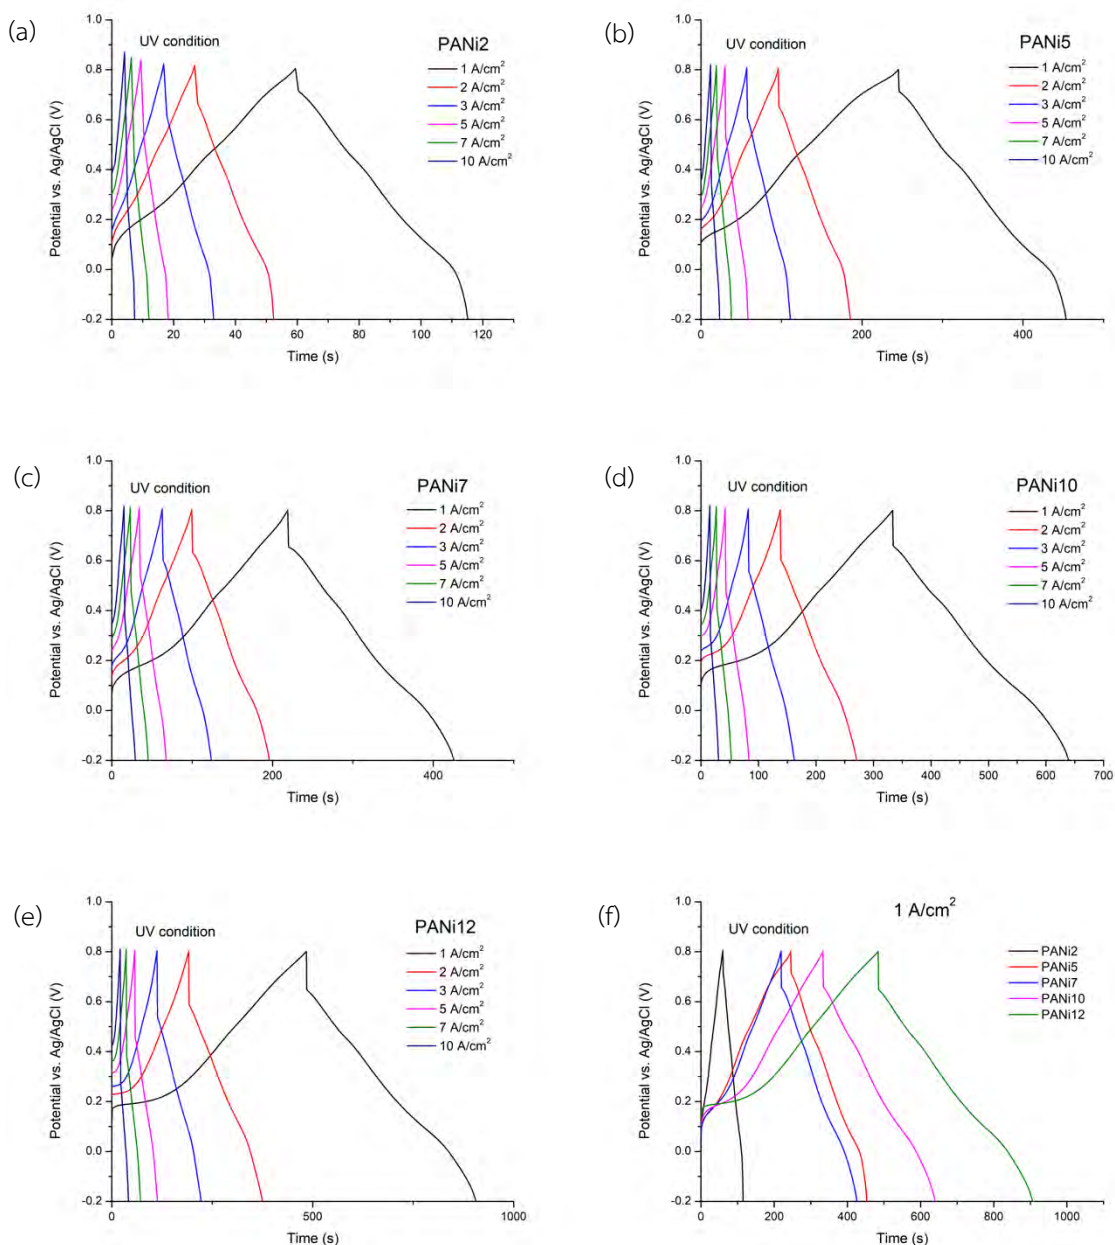 (a)
UV condition
PANi2
1 A/cm²
2 A/cm²
3 A/cm²
5 A/cm²
7 A/cm²
10 A/cm²
1.0
0.8
0.6
0.4
0.2
0.0
-0.2
Potential vs. Ag/AgCl (V)
0 20 40 60 80 100 120
Time (s)
(b)
UV condition
PANi5
1 A/cm²
2 A/cm²
3 A/cm²
5 A/cm²
7 A/cm²
10 A/cm²
1.0
0.8
0.6
0.4
0.2
0.0
-0.2
Potential vs. Ag/AgCl (V)
0 200 400
Time (s)
(c)
UV condition
PANi7
1 A/cm²
2 A/cm²
3 A/cm²
5 A/cm²
7 A/cm²
10 A/cm²
1.0
0.8
0.6
0.4
0.2
0.0
-0.2
Potential vs. Ag/AgCl (V)
0 200 400
Time (s)
(d)
UV condition
PANi10
1 A/cm²
2 A/cm²
3 A/cm²
5 A/cm²
7 A/cm²
10 A/cm²
1.0
0.8
0.6
0.4
0.2
0.0
-0.2
Potential vs. Ag/AgCl (V)
0 100 200 300 400 500 600 700
Time (s)
(e)
UV condition
PANi12
1 A/cm²
2 A/cm²
3 A/cm²
5 A/cm²
7 A/cm²
10 A/cm²
1.0
0.8
0.6
0.4
0.2
0.0
-0.2
Potential vs. Ag/AgCl (V)
0 500 1000
Time (s)
(f)
1 A/cm²
UV condition
PANi2
PANi5
PANi7
PANi10
PANi12
1.0
0.8
0.6
0.4
0.2
0.0
-0.2
Potential vs. Ag/AgCl (V)
0 200 400 600 800 1000
Time (s)